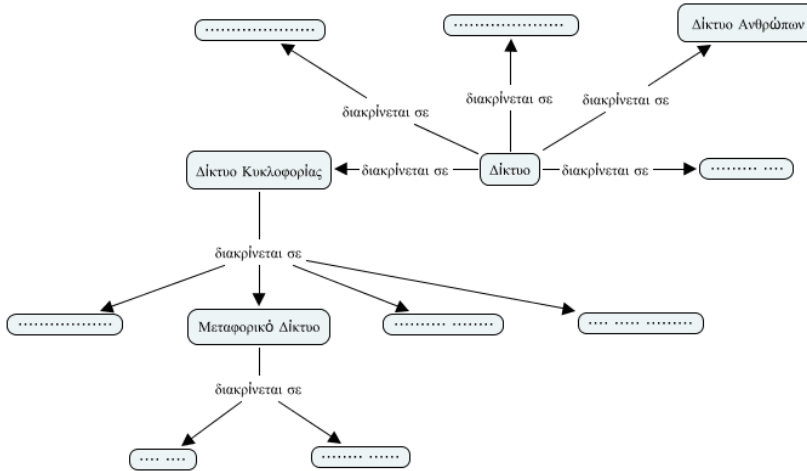 .....................
.....................
Δίκτυο Ανθρώπων
διακρίνεται σε
διακρίνεται σε
διακρίνεται σε
Δίκτυο Κυκλοφορίας
διακρίνεται σε
Δίκτυο
διακρίνεται σε
......... ....
διακρίνεται σε
..................
Μεταφορικό Δίκτυο
.......... ........
.... ..... .........
διακρίνεται σε
.... ....
........ ......